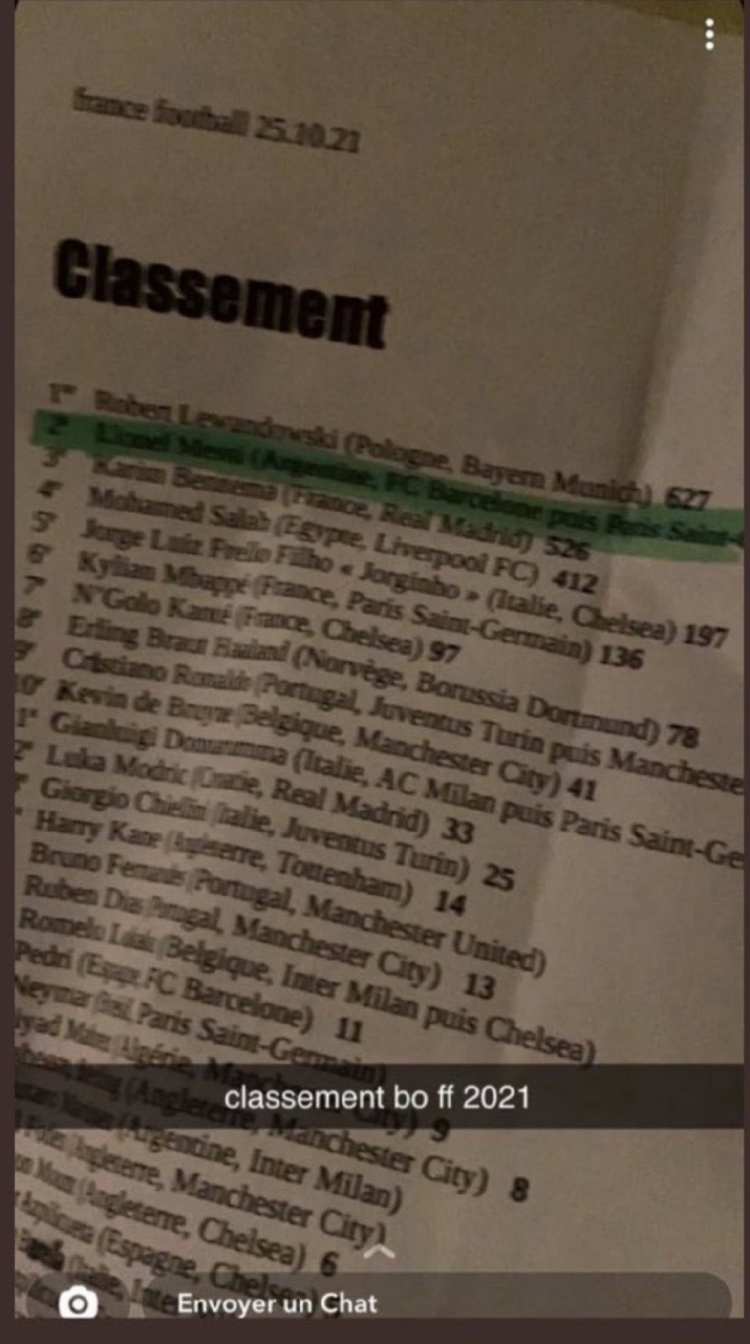 france football 25.10.21
Classement
1er Robert Lewandowski (Pologne, Bayern Munich) 627
2e Lionel Messi (Argentine, FC Barcelone puis Paris Saint-
3e Karim Benzema (France, Real Madrid) 526
4e Mohamed Salah (Egypte, Liverpool FC) 412
5e Jorge Luiz Frello Filho « Jorginho » (Italie, Chelsea) 197
6e Kylian Mbappé (France, Paris Saint-Germain) 136
7e N'Golo Kanté (France, Chelsea) 97
8e Erling Braut Haaland (Norvège, Borussia Dortmund) 78
9e Cristiano Ronaldo (Portugal, Juventus Turin puis Mancheste
10e Kevin de Bruyne (Belgique, Manchester City) 41
1e Gianluigi Donnarumma (Italie, AC Milan puis Paris Saint-Ge
2e Luka Modric (Croatie, Real Madrid) 33
Giorgio Chiellini (Italie, Juventus Turin) 25
Harry Kane (Angleterre, Tottenham) 14
Bruno Fernandes (Portugal, Manchester United)
Ruben Dias (Portugal, Manchester City) 13
Romelu (Belgique, Inter Milan puis Chelsea)
Pedri (Espagne, FC Barcelone) 11
Neymar Paris Saint-Germain)
(Algérie, Manchester City) 9
classement bo ff 2021
(Angleterre, Manchester City) 8
(Argentine, Inter Milan)
(Angleterre, Manchester City)
(Angleterre, Chelsea) 6
(Espagne, Chelsea)
(Italie,
Envoyer un Chat